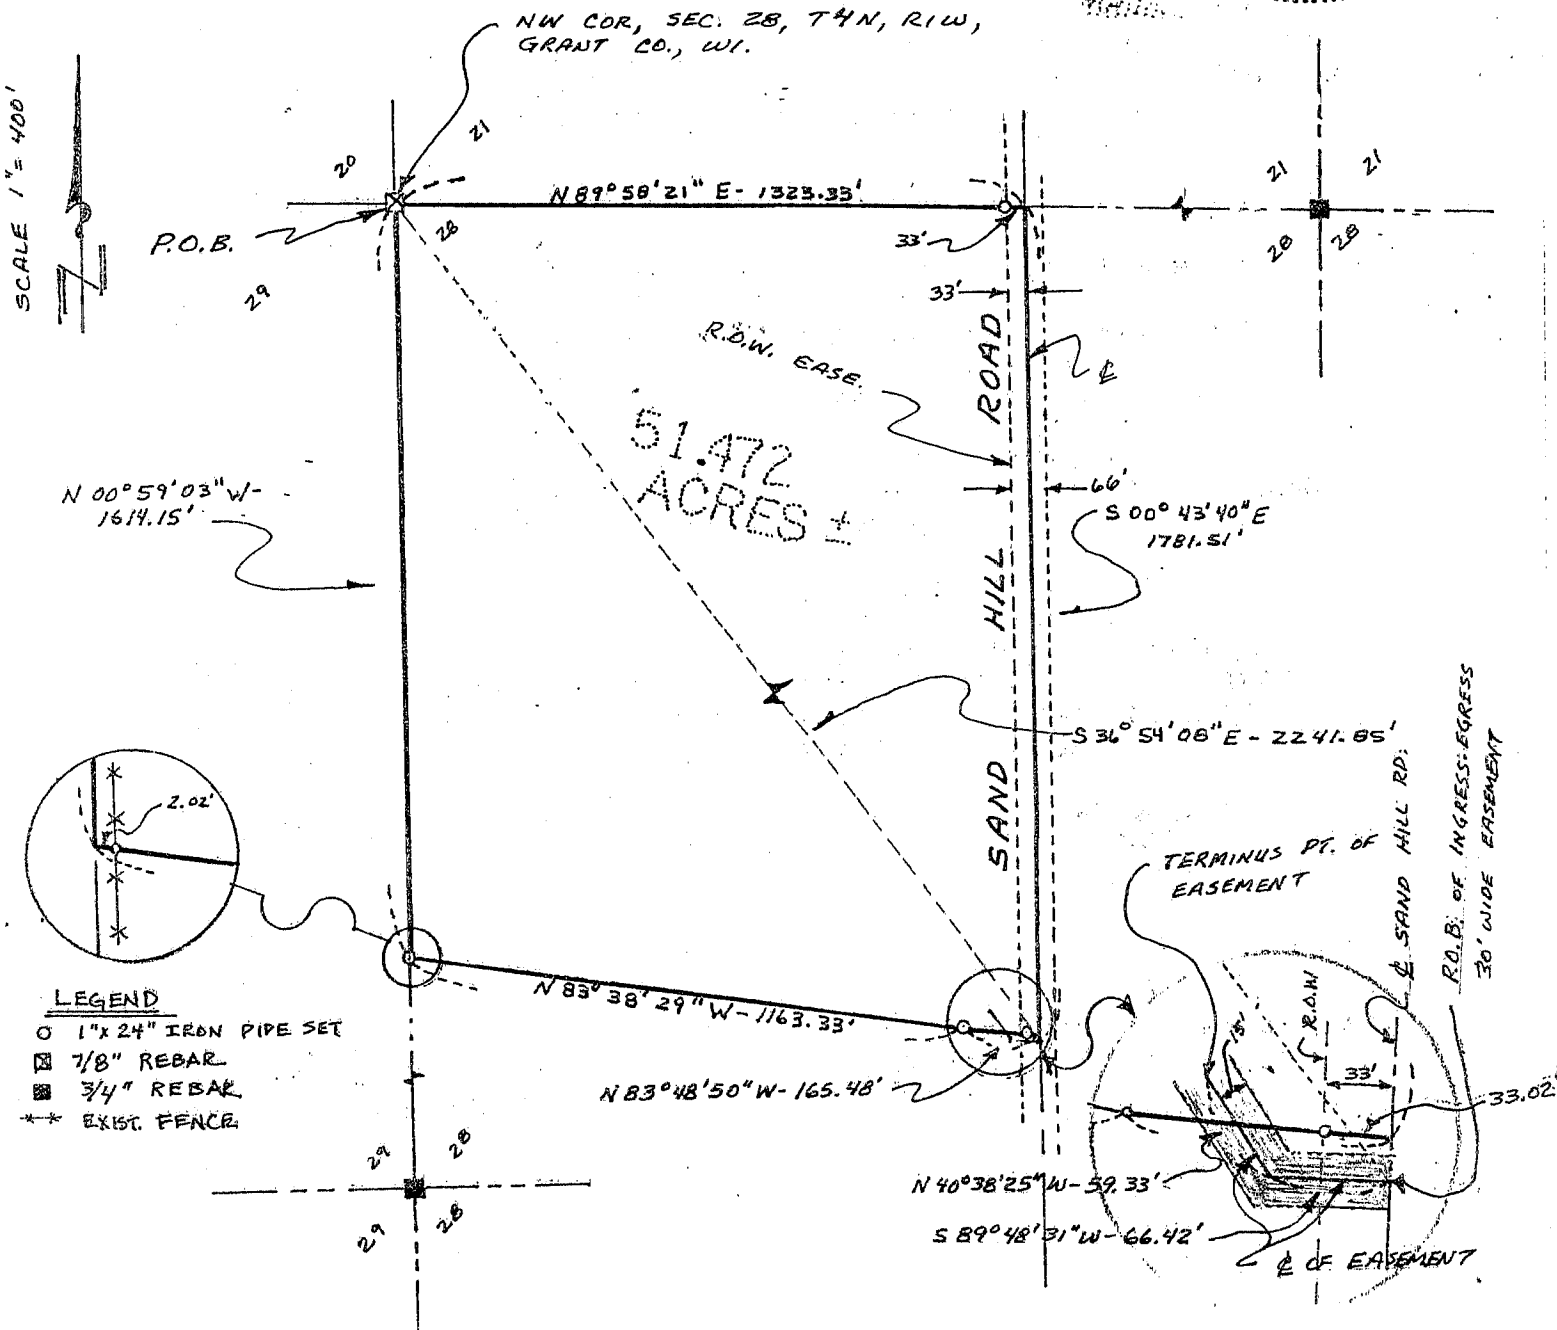 NW COR, SEC. 28, T4N, R1W,
GRANT CO., WI.
SCALE 1"= 400'
20
21
21
21
N 89°58'21" E- 1323.33'
P.O.B.
28
29
33'
28
28
33'
R.O.W. EASE.
℄
51.472
ACRES ±
N 00°59'03"W-
1614.15'
66'
S 00°43'40"E
1781.51'
SAND HILL ROAD
S 36°54'08"E - 2241.85'
2.02'
TERMINUS PT. OF
EASEMENT
℄ SAND HILL RD.
P.O.B. OF INGRESS-EGRESS
30' WIDE EASEMENT
N 83°38'29"W-1163.33'
N 83°48'50"W-165.48'
15'
R.O.W
33'
33.02'
LEGEND
1"x 24" IRON PIPE SET
7/8" REBAR
3/4" REBAR
EXIST. FENCE
29
28
29
28
N 40°38'25"W-59.33'
S 89°48'31"W-66.42'
℄ OF EASEMENT